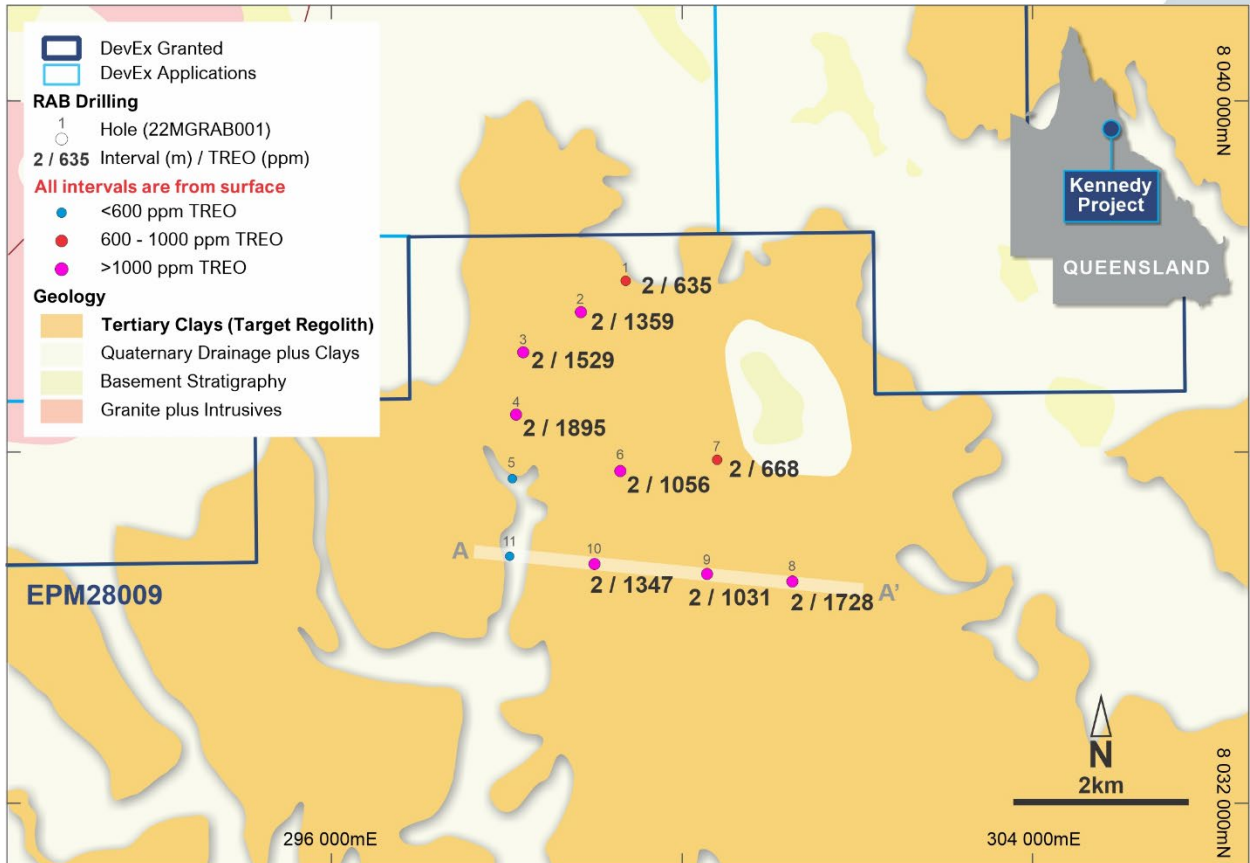 DevEx Granted
DevEx Applications
RAB Drilling
1
Hole (22MGRAB001)
2 / 635 Interval (m) / TREO (ppm)
All intervals are from surface
<600 ppm TREO
600 - 1000 ppm TREO
>1000 ppm TREO
Geology
Tertiary Clays (Target Regolith)
Quaternary Drainage plus Clays
Basement Stratigraphy
Granite plus Intrusives
8 040 000mN
Kennedy
Project
QUEENSLAND
1
2 / 635
2
2 / 1359
3
2 / 1529
4
2 / 1895
5
6
2 / 1056
7
2 / 668
A
11
10
2 / 1347
9
2 / 1031
8
2 / 1728
A'
EPM28009
N
2km
8 032 000mN
296 000mE
304 000mE